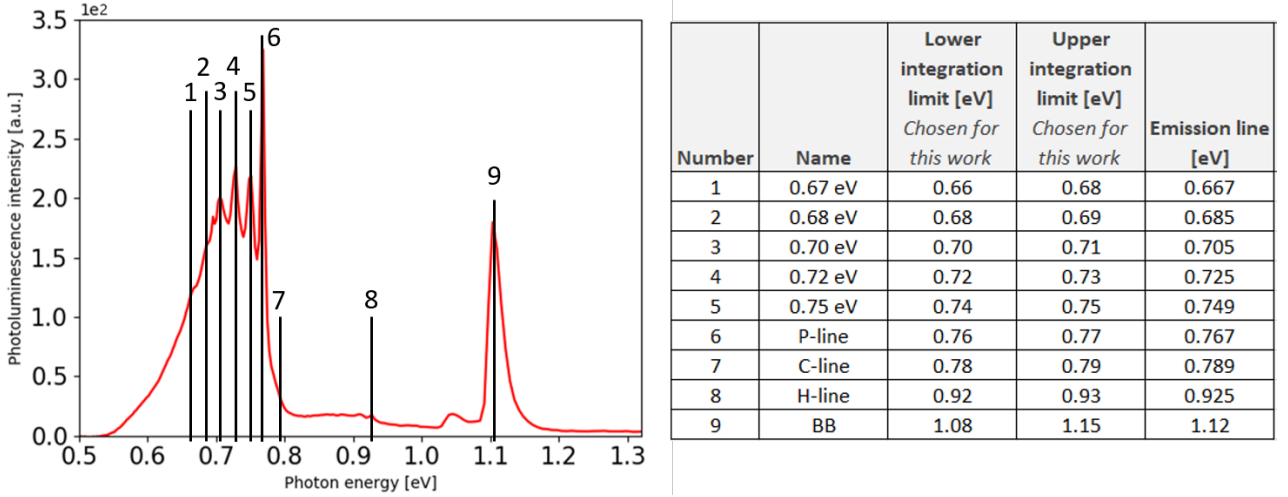 1e2
3.5
3.0
2.5
2.0
1.5
1.0
0.5
0.0
Photoluminescence intensity [a.u.]
1
2
3
4
5
6
7
8
9
0.5 0.6 0.7 0.8 0.9 1.0 1.1 1.2 1.3
Photon energy [eV]
Number Name Lower integration limit [eV] Chosen for this work Upper integration limit [eV] Chosen for this work Emission line [eV]
1 0.67 eV 0.66 0.68 0.667
2 0.68 eV 0.68 0.69 0.685
3 0.70 eV 0.70 0.71 0.705
4 0.72 eV 0.72 0.73 0.725
5 0.75 eV 0.74 0.75 0.749
6 P-line 0.76 0.77 0.767
7 C-line 0.78 0.79 0.789
8 H-line 0.92 0.93 0.925
9 BB 1.08 1.15 1.12